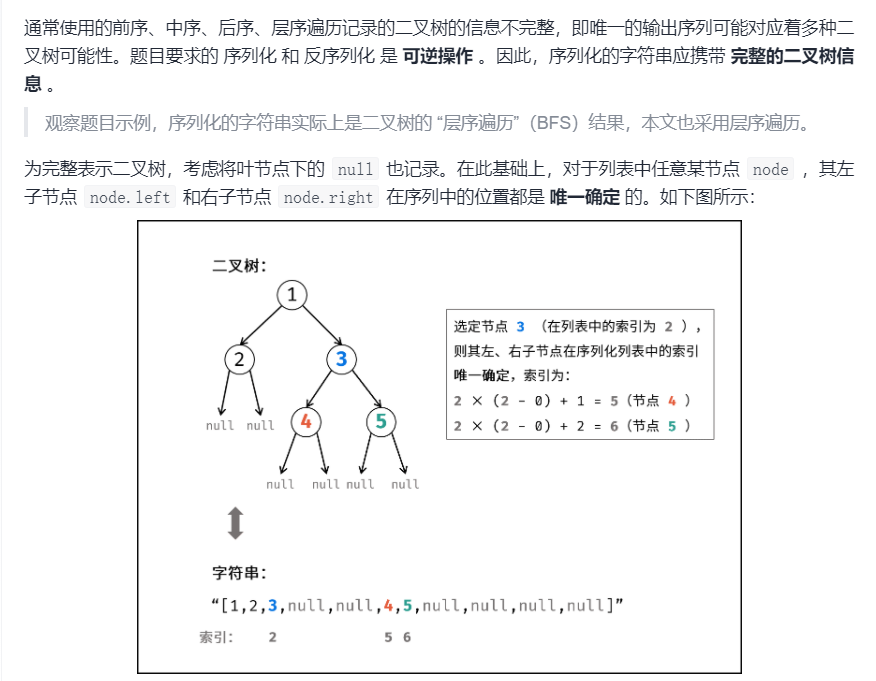 通常使用的前序、中序、后序、层序遍历记录的二叉树的信息不完整，即唯一的输出序列可能对应着多种二
叉树可能性。题目要求的 序列化 和 反序列化 是 可逆操作 。因此，序列化的字符串应携带 完整的二叉树信
息 。
观察题目示例，序列化的字符串实际上是二叉树的 “层序遍历”（BFS）结果，本文也采用层序遍历。
为完整表示二叉树，考虑将叶节点下的 null 也记录。在此基础上，对于列表中任意某节点 node ，其左
子节点 node.left 和右子节点 node.right 在序列中的位置都是 唯一确定 的。如下图所示：
二叉树：
1
2 3
null null 4 5
null null null null
选定节点 3 （在列表中的索引为 2 ），
则其左、右子节点在序列化列表中的索引
唯一确定，索引为：
2 × (2 - 0) + 1 = 5（节点 4 ）
2 × (2 - 0) + 2 = 6（节点 5 ）
字符串：
“[1,2,3,null,null,4,5,null,null,null,null]”
索引： 2 5 6